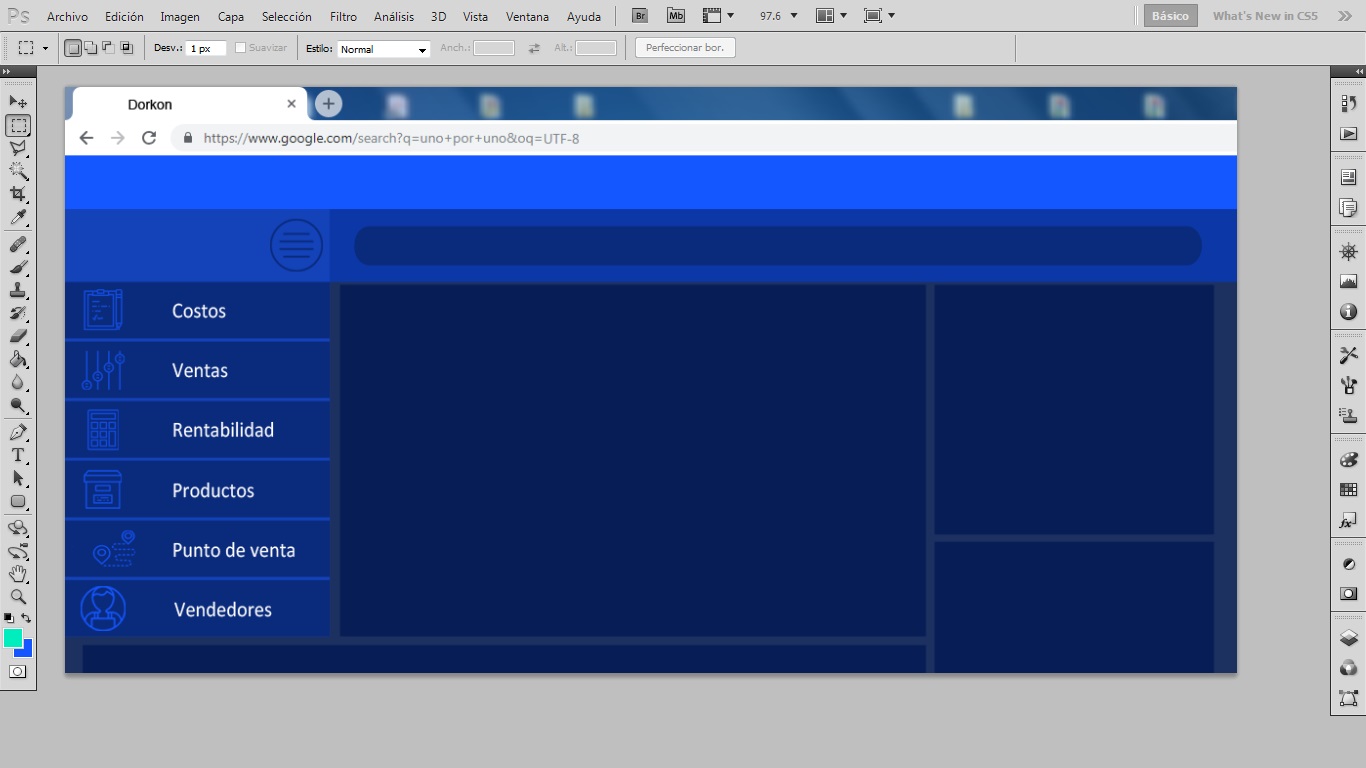 Ps Archivo Edición Imagen Capa Selección Filtro Análisis 3D Vista Ventana Ayuda Br Mb 97.6 Básico What's New in CS5
Desv.: 1 px Suavizar Estilo: Normal Anch.: Alt.: Perfeccionar bor.
Dorkon
https://www.google.com/search?q=uno+por+uno&oq=UTF-8
Costos
Ventas
Rentabilidad
Productos
Punto de venta
Vendedores